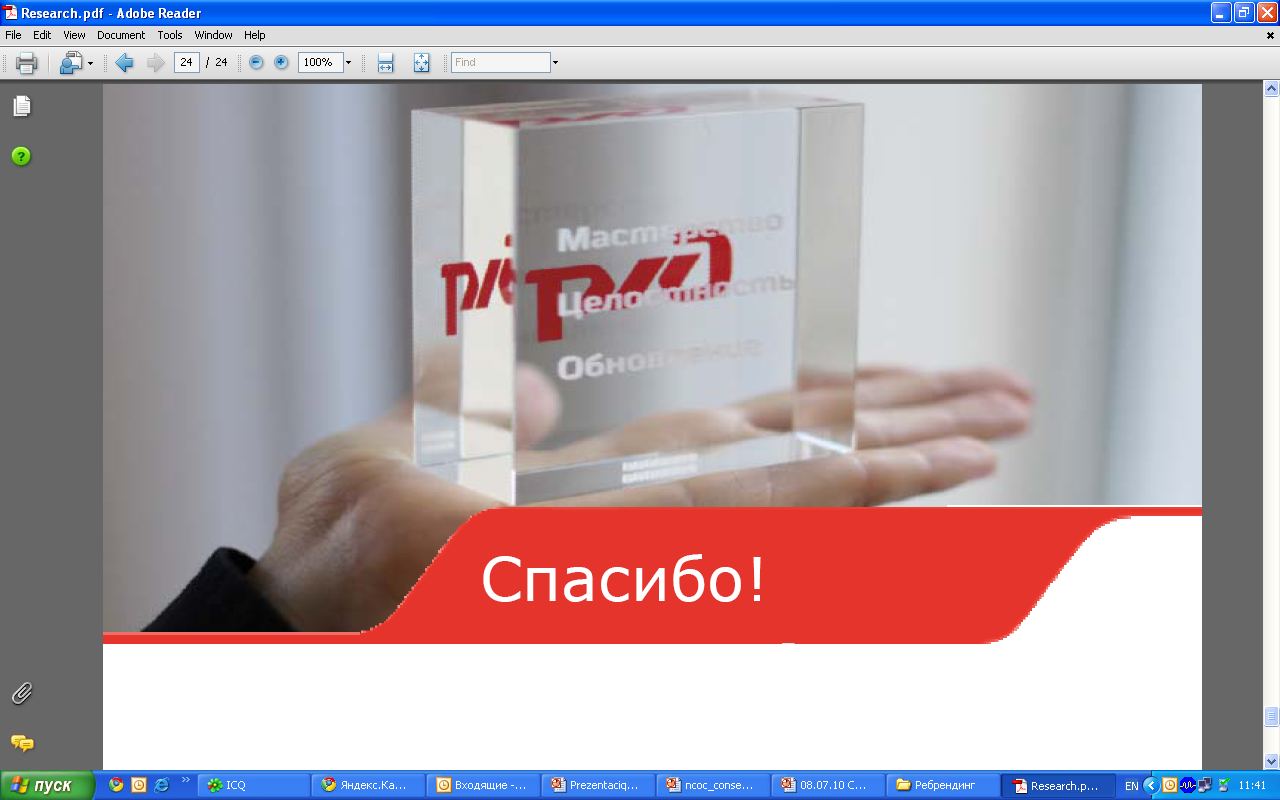 Research.pdf - Adobe Reader
File Edit View Document Tools Window Help
24 / 24 100% Find
Мастерство
РЖД
Целостность
Обновление
Спасибо!
пуск ICQ Яндекс.Ка... Входящие -... Prezentaciq... ncoc_conse... 08.07.10 С... Ребрендинг Research.p... EN 11:41